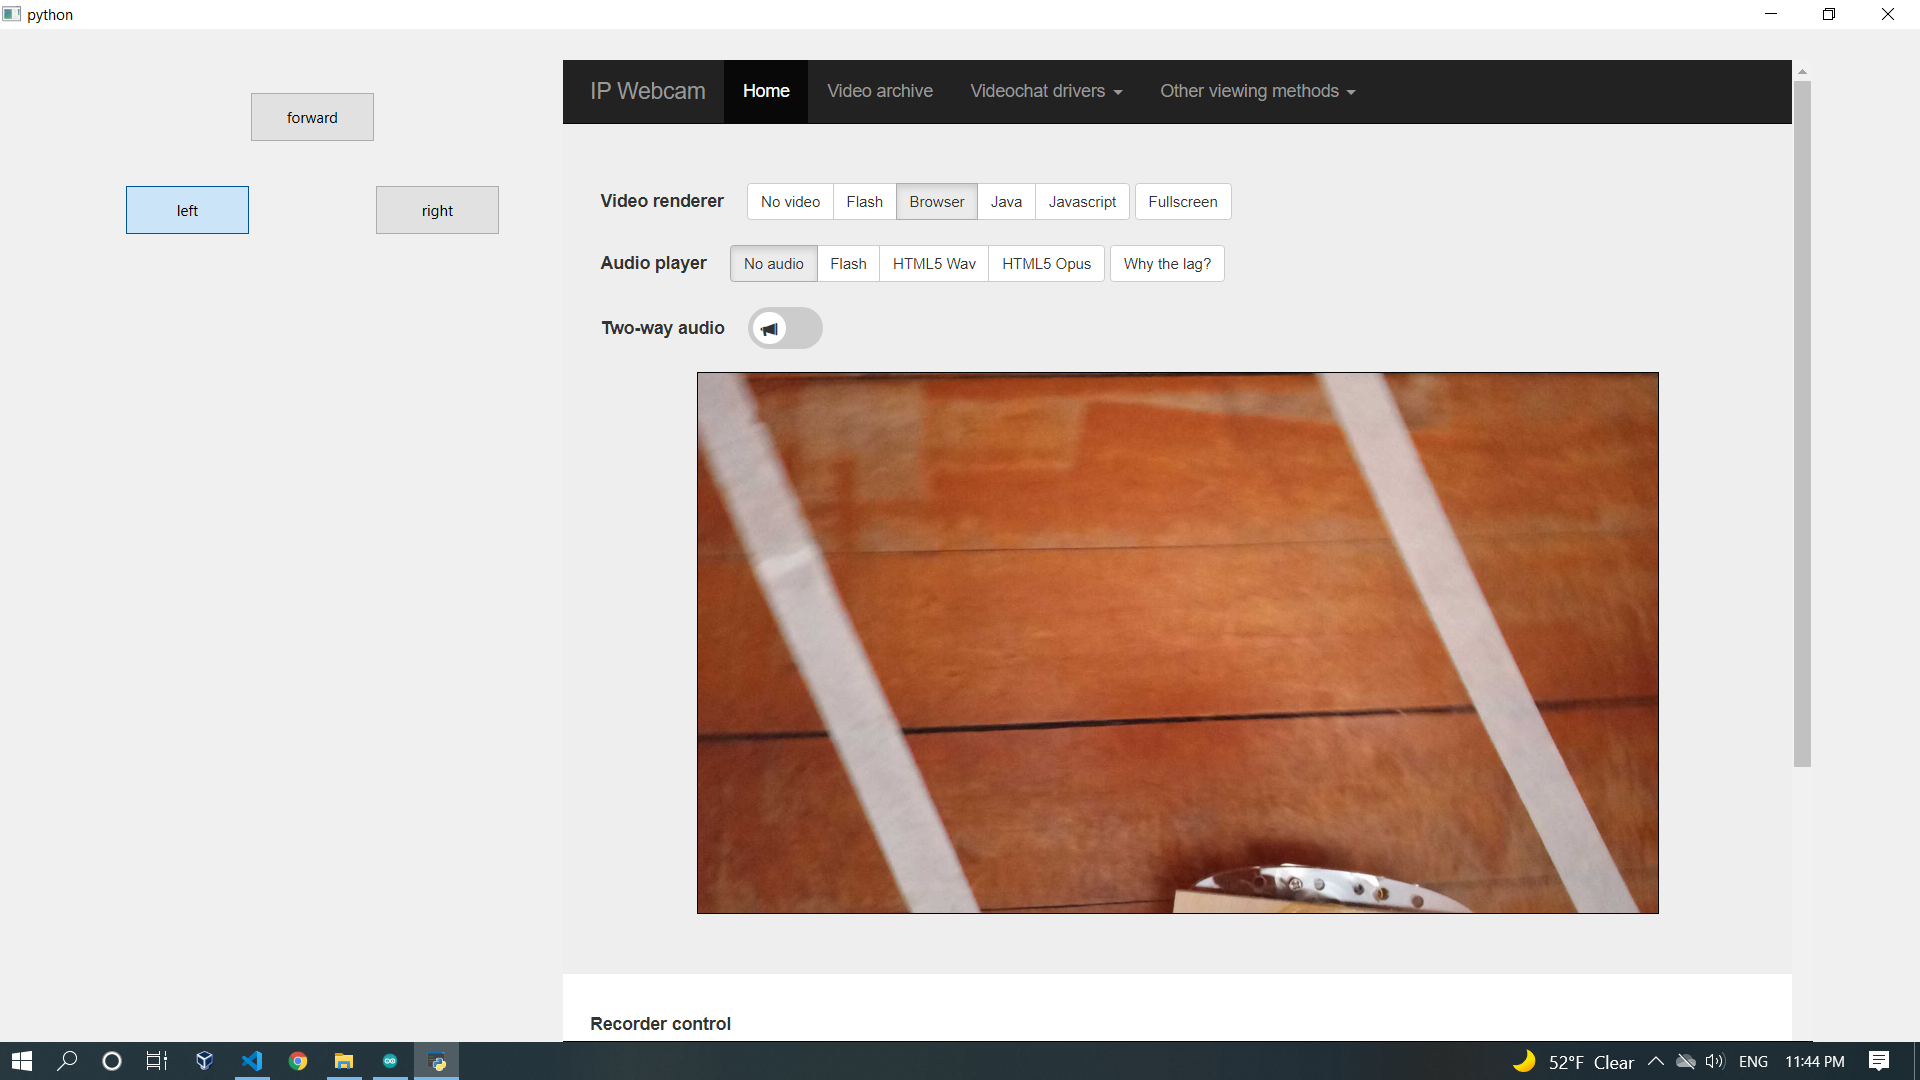 python
forward
left
right
IP Webcam Home Video archive Videochat drivers Other viewing methods
Video renderer No video Flash Browser Java Javascript Fullscreen
Audio player No audio Flash HTML5 Wav HTML5 Opus Why the lag?
Two-way audio
Recorder control
52°F Clear ENG 11:44 PM